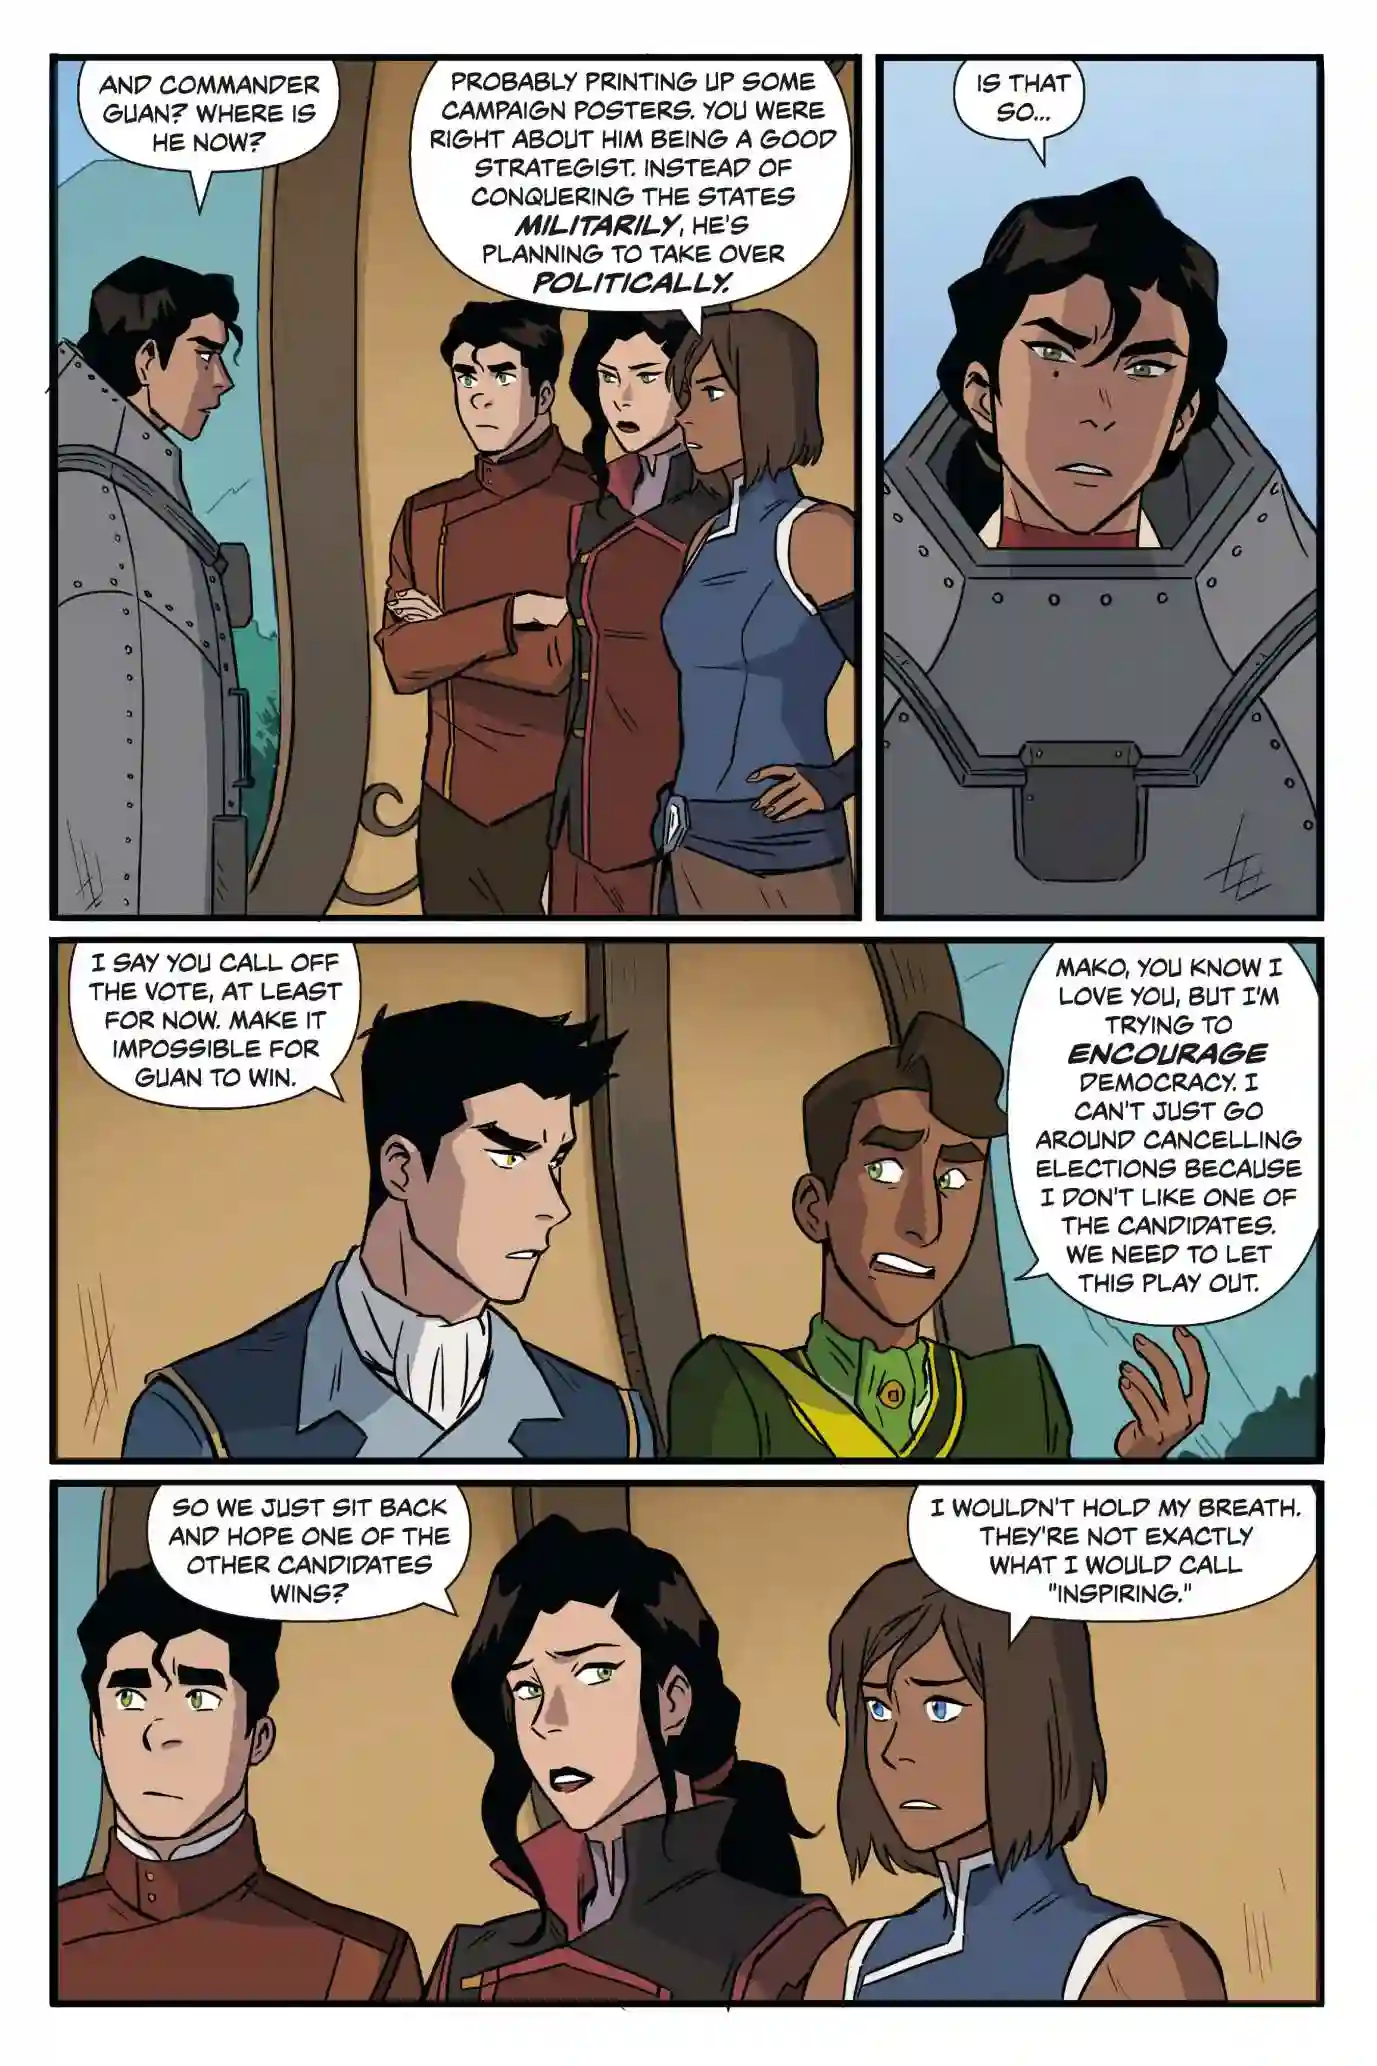 AND COMMANDER
GUAN? WHERE IS
HE NOW?
PROBABLY PRINTING UP SOME
CAMPAIGN POSTERS. YOU WERE
RIGHT ABOUT HIM BEING A GOOD
STRATEGIST. INSTEAD OF
CONQUERING THE STATES
MILITARILY, HE'S
PLANNING TO TAKE OVER
POLITICALLY.
IS THAT
SO...
I SAY YOU CALL OFF
THE VOTE, AT LEAST
FOR NOW. MAKE IT
IMPOSSIBLE FOR
GUAN TO WIN.
MAKO, YOU KNOW I
LOVE YOU, BUT I'M
TRYING TO
ENCOURAGE
DEMOCRACY. I
CAN'T JUST GO
AROUND CANCELLING
ELECTIONS BECAUSE
I DON'T LIKE ONE OF
THE CANDIDATES.
WE NEED TO LET
THIS PLAY OUT.
SO WE JUST SIT BACK
AND HOPE ONE OF THE
OTHER CANDIDATES
WINS?
I WOULDN'T HOLD MY BREATH.
THEY'RE NOT EXACTLY
WHAT I WOULD CALL
"INSPIRING."